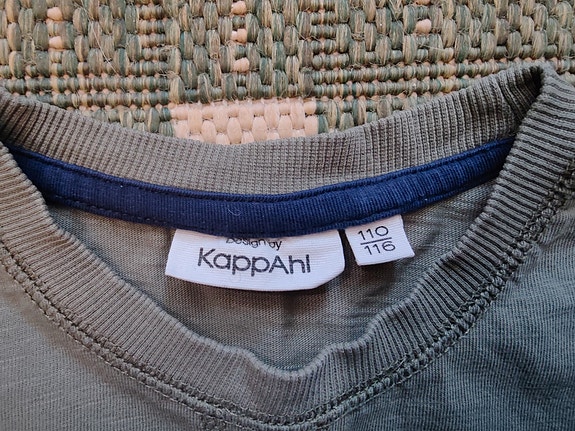 Design by
KappAhl
110
116